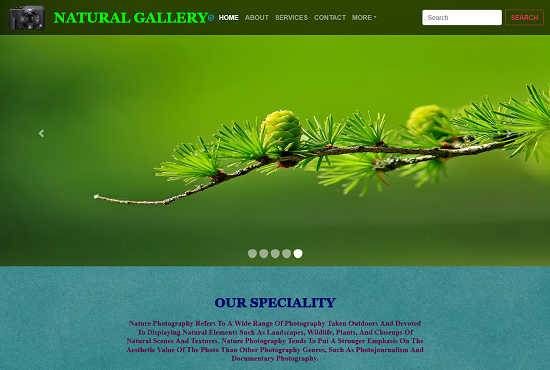 NATURAL GALLERY
HOME ABOUT SERVICES CONTACT MORE
Search
SEARCH
OUR SPECIALITY
Nature Photography Refers To A Wide Range Of Photography Taken Outdoors And Devoted
To Displaying Natural Elements Such As Landscapes, Wildlife, Plants, And Closeups Of
Natural Scenes And Textures. Nature Photography Tends To Put A Stronger Emphasis On The
Aesthetic Value Of The Photo Than Other Photography Genres, Such As Photojournalism And
Documentary Photography.